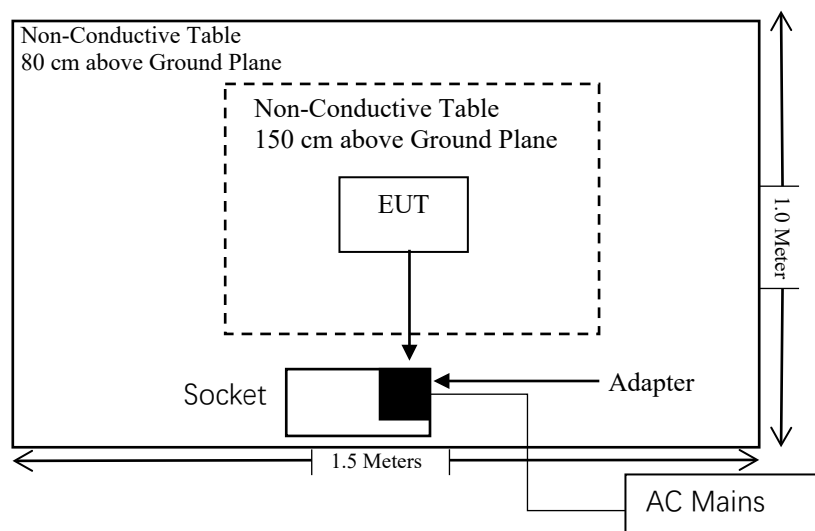 Non-Conductive Table
80 cm above Ground Plane
Non-Conductive Table
150 cm above Ground Plane
EUT
1.0 Meter
Socket
Adapter
1.5 Meters
AC Mains